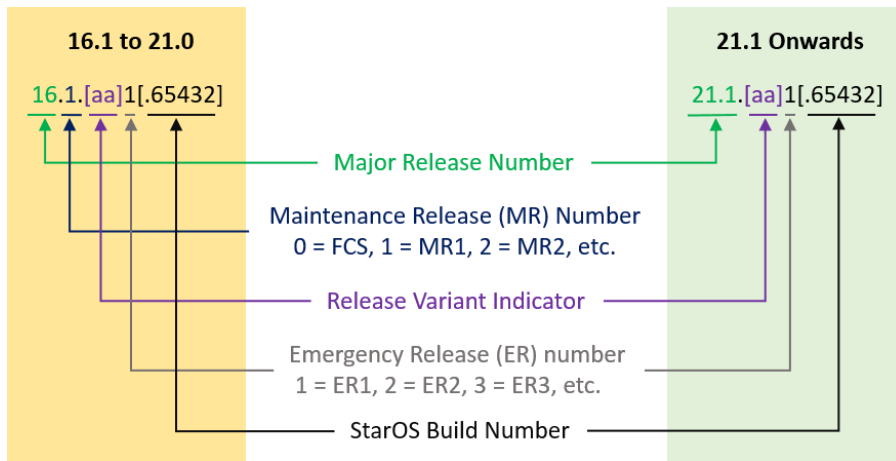 16.1 to 21.0
21.1 Onwards
16.1.[aa]1[.65432]
21.1.[aa]1[.65432]
Major Release Number
Maintenance Release (MR) Number
0 = FCS, 1 = MR1, 2 = MR2, etc.
Release Variant Indicator
Emergency Release (ER) number
1 = ER1, 2 = ER2, 3 = ER3, etc.
StarOS Build Number